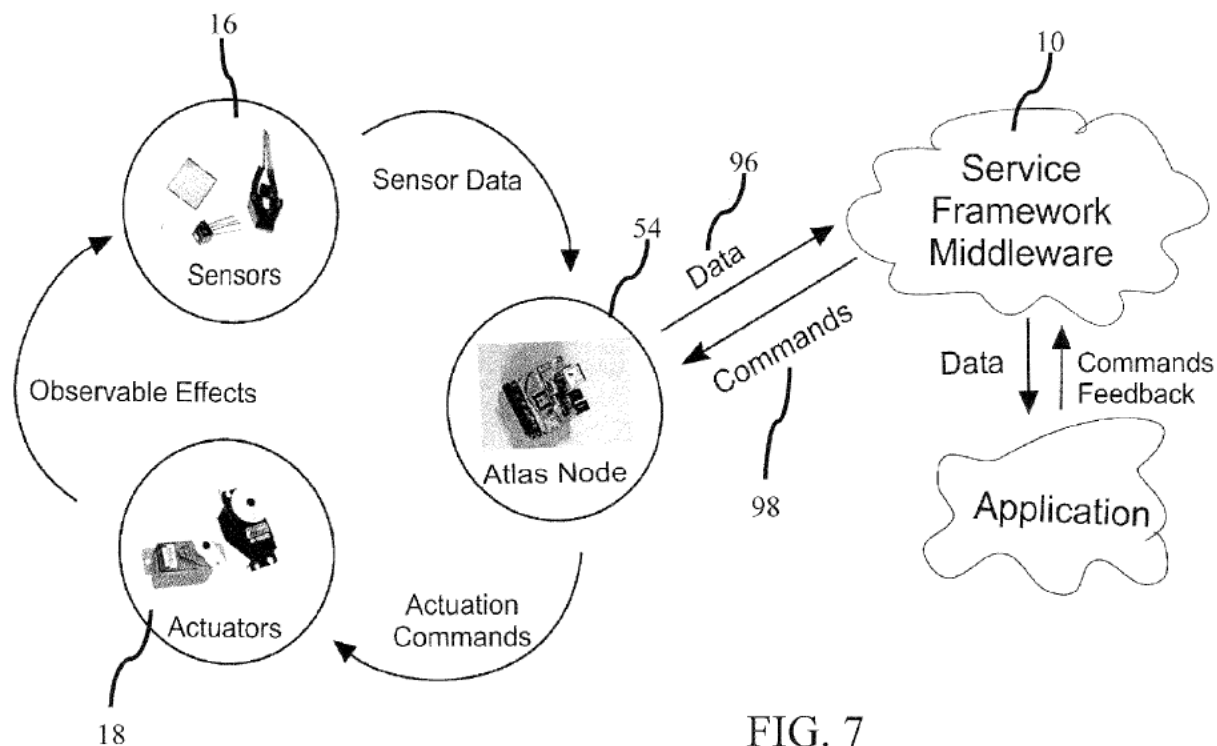 16
10
Sensor Data
96
Service
Framework
Middleware
54
Data
Sensors
Commands
Data
Commands
Feedback
Observable Effects
Atlas Node
98
Application
Actuation
Commands
Actuators
18
FIG. 7